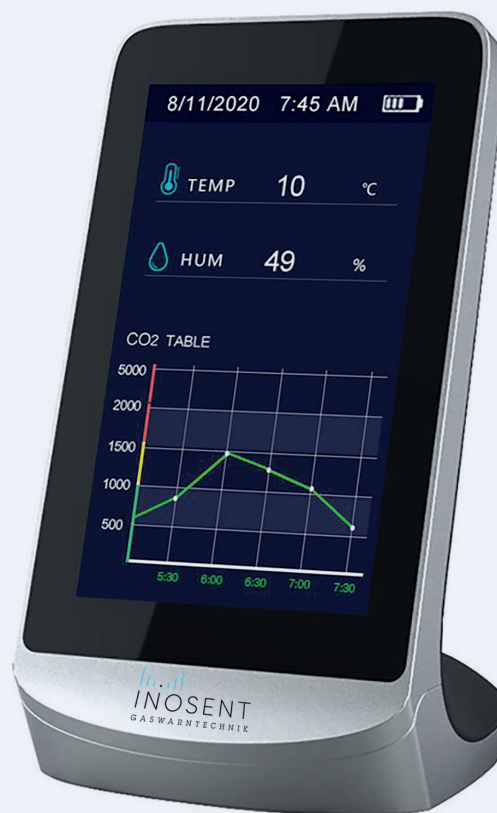 8/11/2020 7:45 AM
TEMP 10 °C
HUM 49 %
CO2 TABLE
5000
2000
1500
1000
500
5:30 6:00 6:30 7:00 7:30
INOSENT
GASWARNTECHNIK